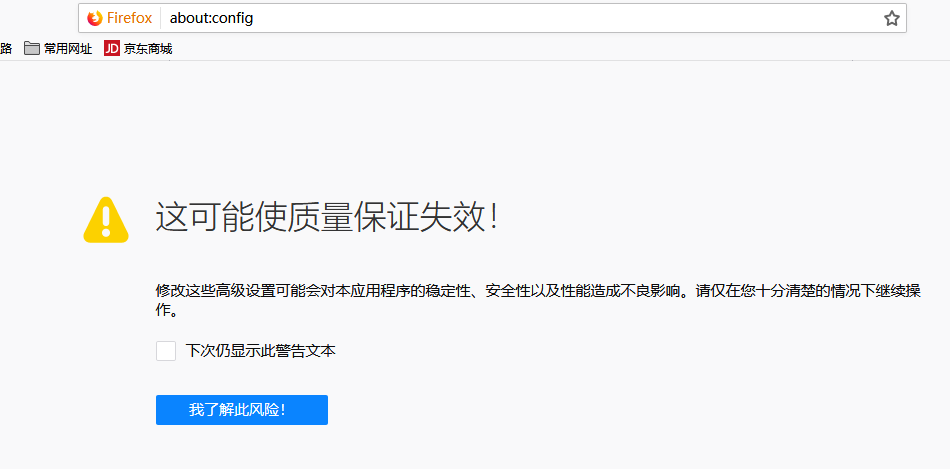 Firefox about:config
路 常用网址 JD 京东商城
这可能使质量保证失效！
修改这些高级设置可能会对本应用程序的稳定性、安全性以及性能造成不良影响。请仅在您十分清楚的情况下继续操
作。
下次仍显示此警告文本
我了解此风险！